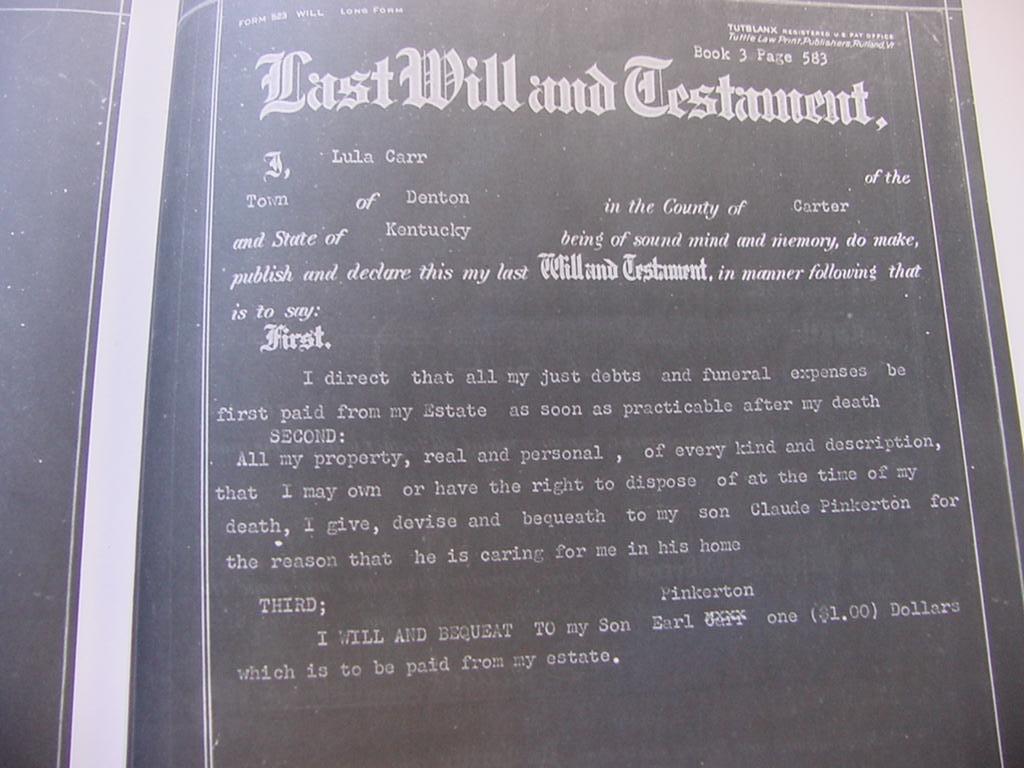 FORM 523 WILL LONG FORM
TUTBLANX REGISTERED U S PAT OFFICE
Tuttle Law Print, Publishers, Rutland, Vt
Book 3 Page 583
Last Will and Testament,
I, Lula Carr of the
Town of Denton in the County of Carter
and State of Kentucky being of sound mind and memory, do make,
publish and declare this my last Will and Testament, in manner following that
is to say:
First.
I direct that all my just debts and funeral expenses be
first paid from my Estate as soon as practicable after my death
SECOND:
All my property, real and personal , of every kind and description,
that I may own or have the right to dispose of at the time of my
death, I give, devise and bequeath to my son Claude Pinkerton for
the reason that he is caring for me in his home
Pinkerton
THIRD;
I WILL AND BEQUEAT TO my Son Earl one ($1.00) Dollars
which is to be paid from my estate.